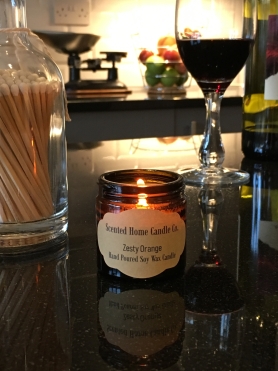 Scented Home Candle Co.
Zesty Orange
Hand Poured Soy Wax Candle